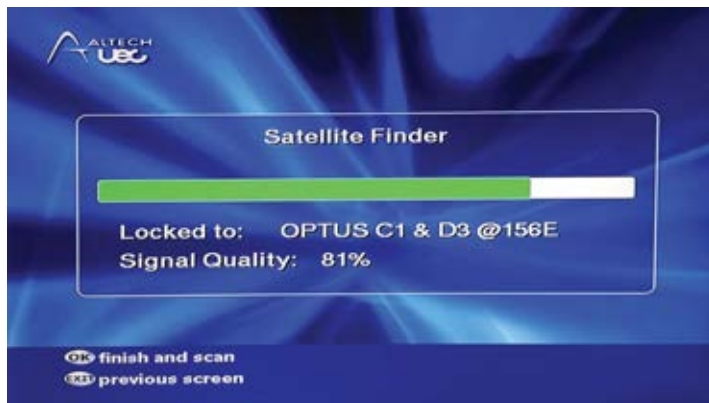 ALTECH
UEC
Satellite Finder
Locked to: OPTUS C1 & D3 @156E
Signal Quality: 81%
OK finish and scan
EXIT previous screen